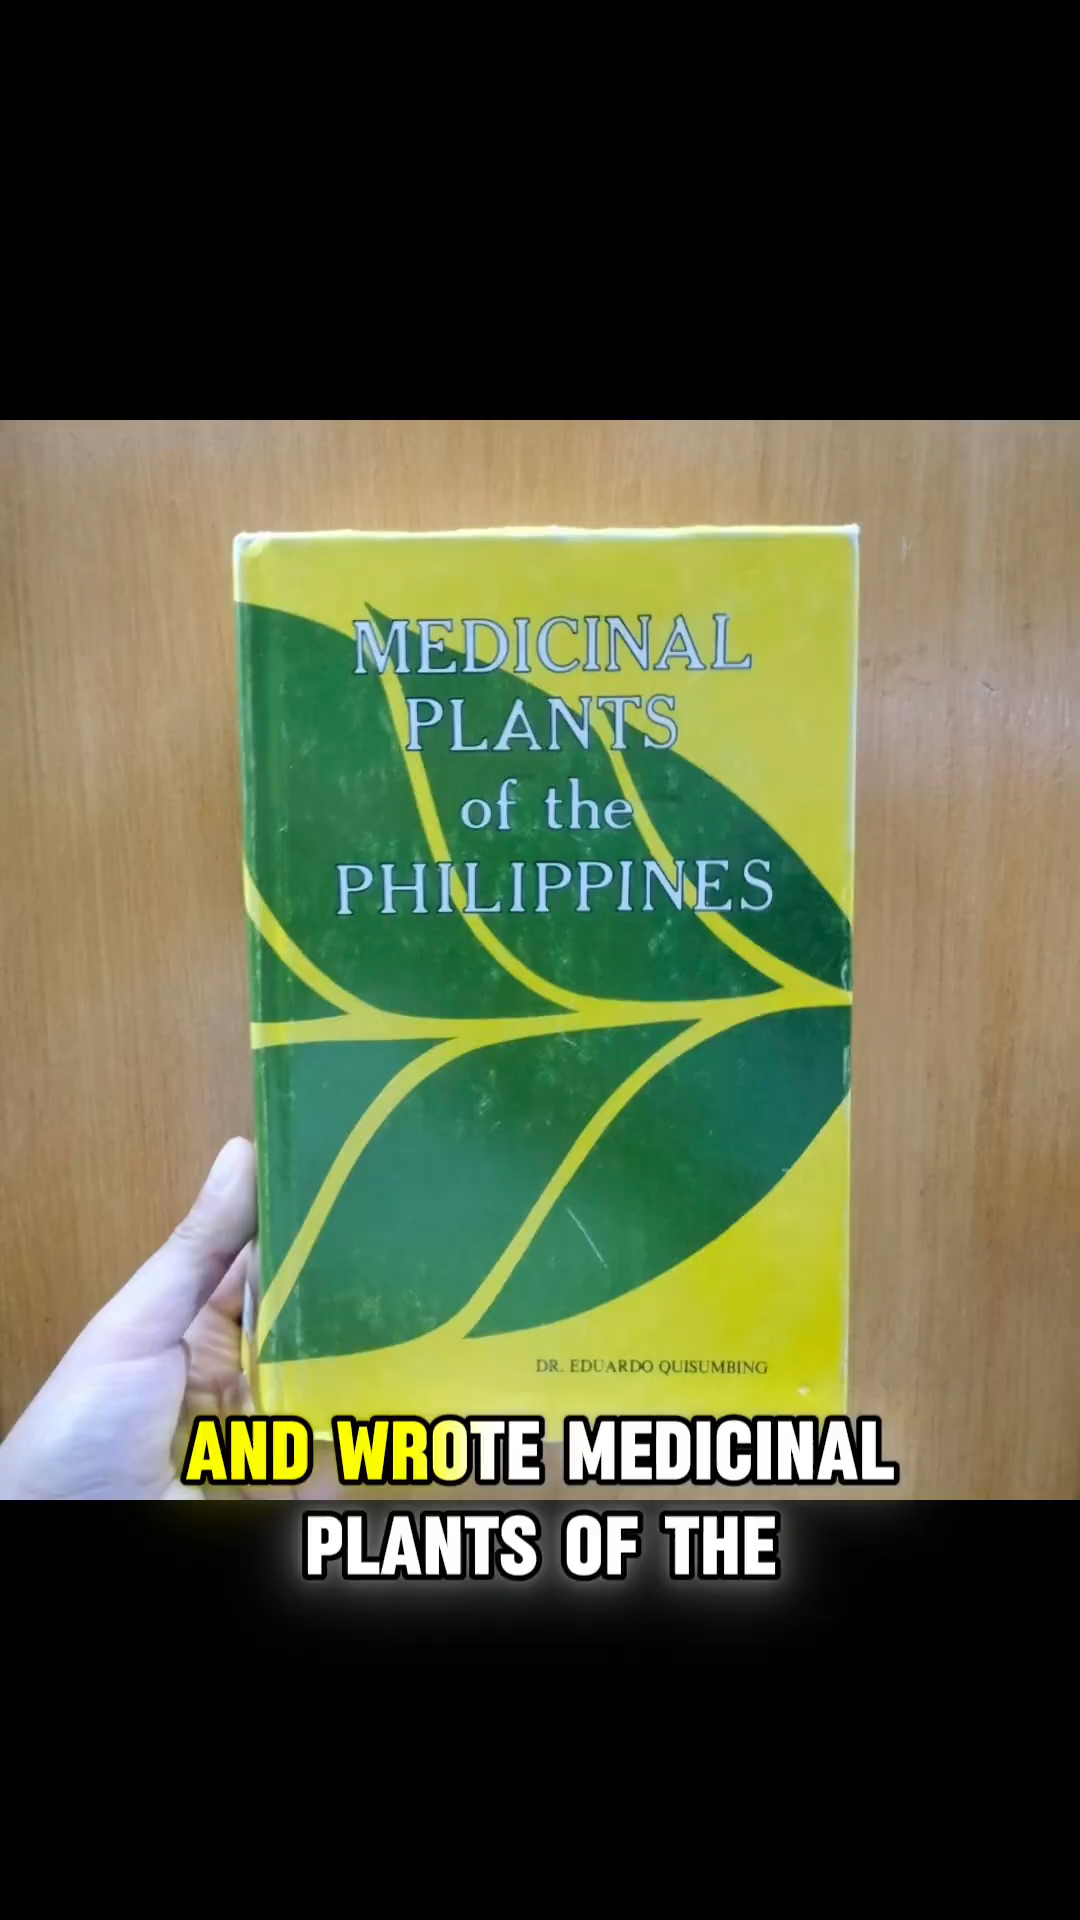 MEDICINAL
PLANTS
of the
PHILIPPINES
DR. EDUARDO QUISUMBING
AND WROTE MEDICINAL
PLANTS OF THE